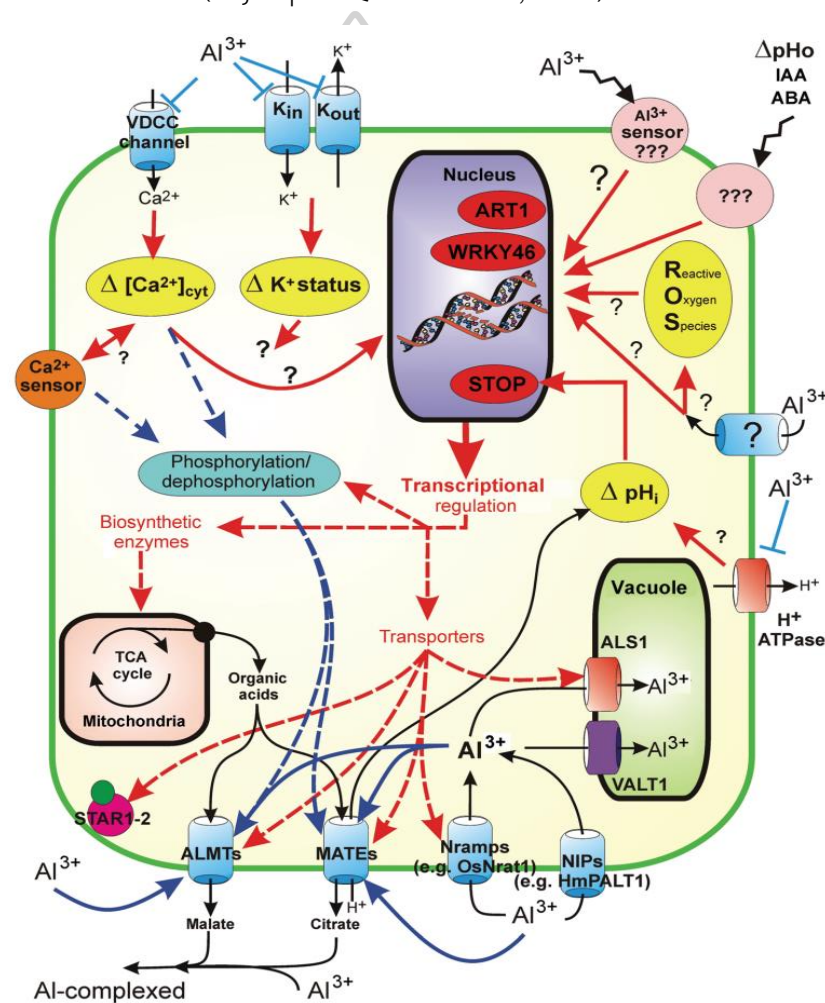 Al3+
K+
ΔpHo
IAA
ABA
Al3+
VDCC
channel
Kin
Kout
Al3+
sensor
???
Nucleus
???
Ca2+
K+
?
ART1
WRKY46
Reactive
Oxygen
Species
Δ [Ca2+]cyt
Δ K+ status
?
?
?
?
?
Ca2+
sensor
STOP
?
Al3+
?
Phosphorylation/
dephosphorylation
Transcriptional
regulation
Δ pHi
Al3+
Biosynthetic
enzymes
?
Vacuole
H+
H+
ATPase
Transporters
ALS1
TCA
cycle
Organic
acids
Al3+
Mitochondria
Al3+
Al3+
VALT1
STAR1-2
ALMTs
MATEs
Nramps
(e.g. OsNrat1)
NIPs
(e.g. HmPALT1)
Al3+
H+
Malate
Citrate
Al3+
Al-complexed
Al3+